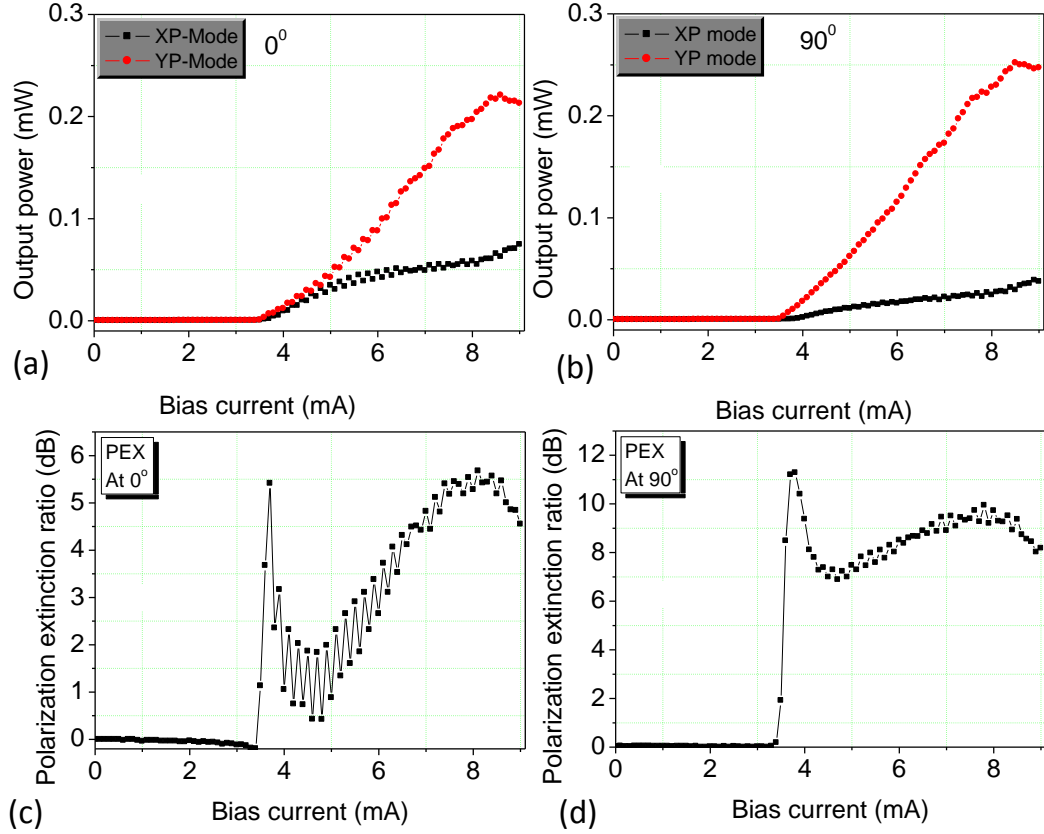 XP-Mode
YP-Mode
0⁰
0.2
0.1
0.0
Output power (mW)
0 2 4 6 8
(a)
Bias current (mA)
XP mode
YP mode
90⁰
0.3
0.2
0.1
0.0
Output power (mW)
0 2 4 6 8
(b)
Bias current (mA)
PEX
At 0°
6
5
4
3
2
1
0
Polarization extinction ratio (dB)
0 2 4 6 8
(c)
Bias current (mA)
PEX
At 90°
12
10
8
6
4
2
0
Polarization extinction ratio (dB)
0 2 4 6 8
(d)
Bias current (mA)